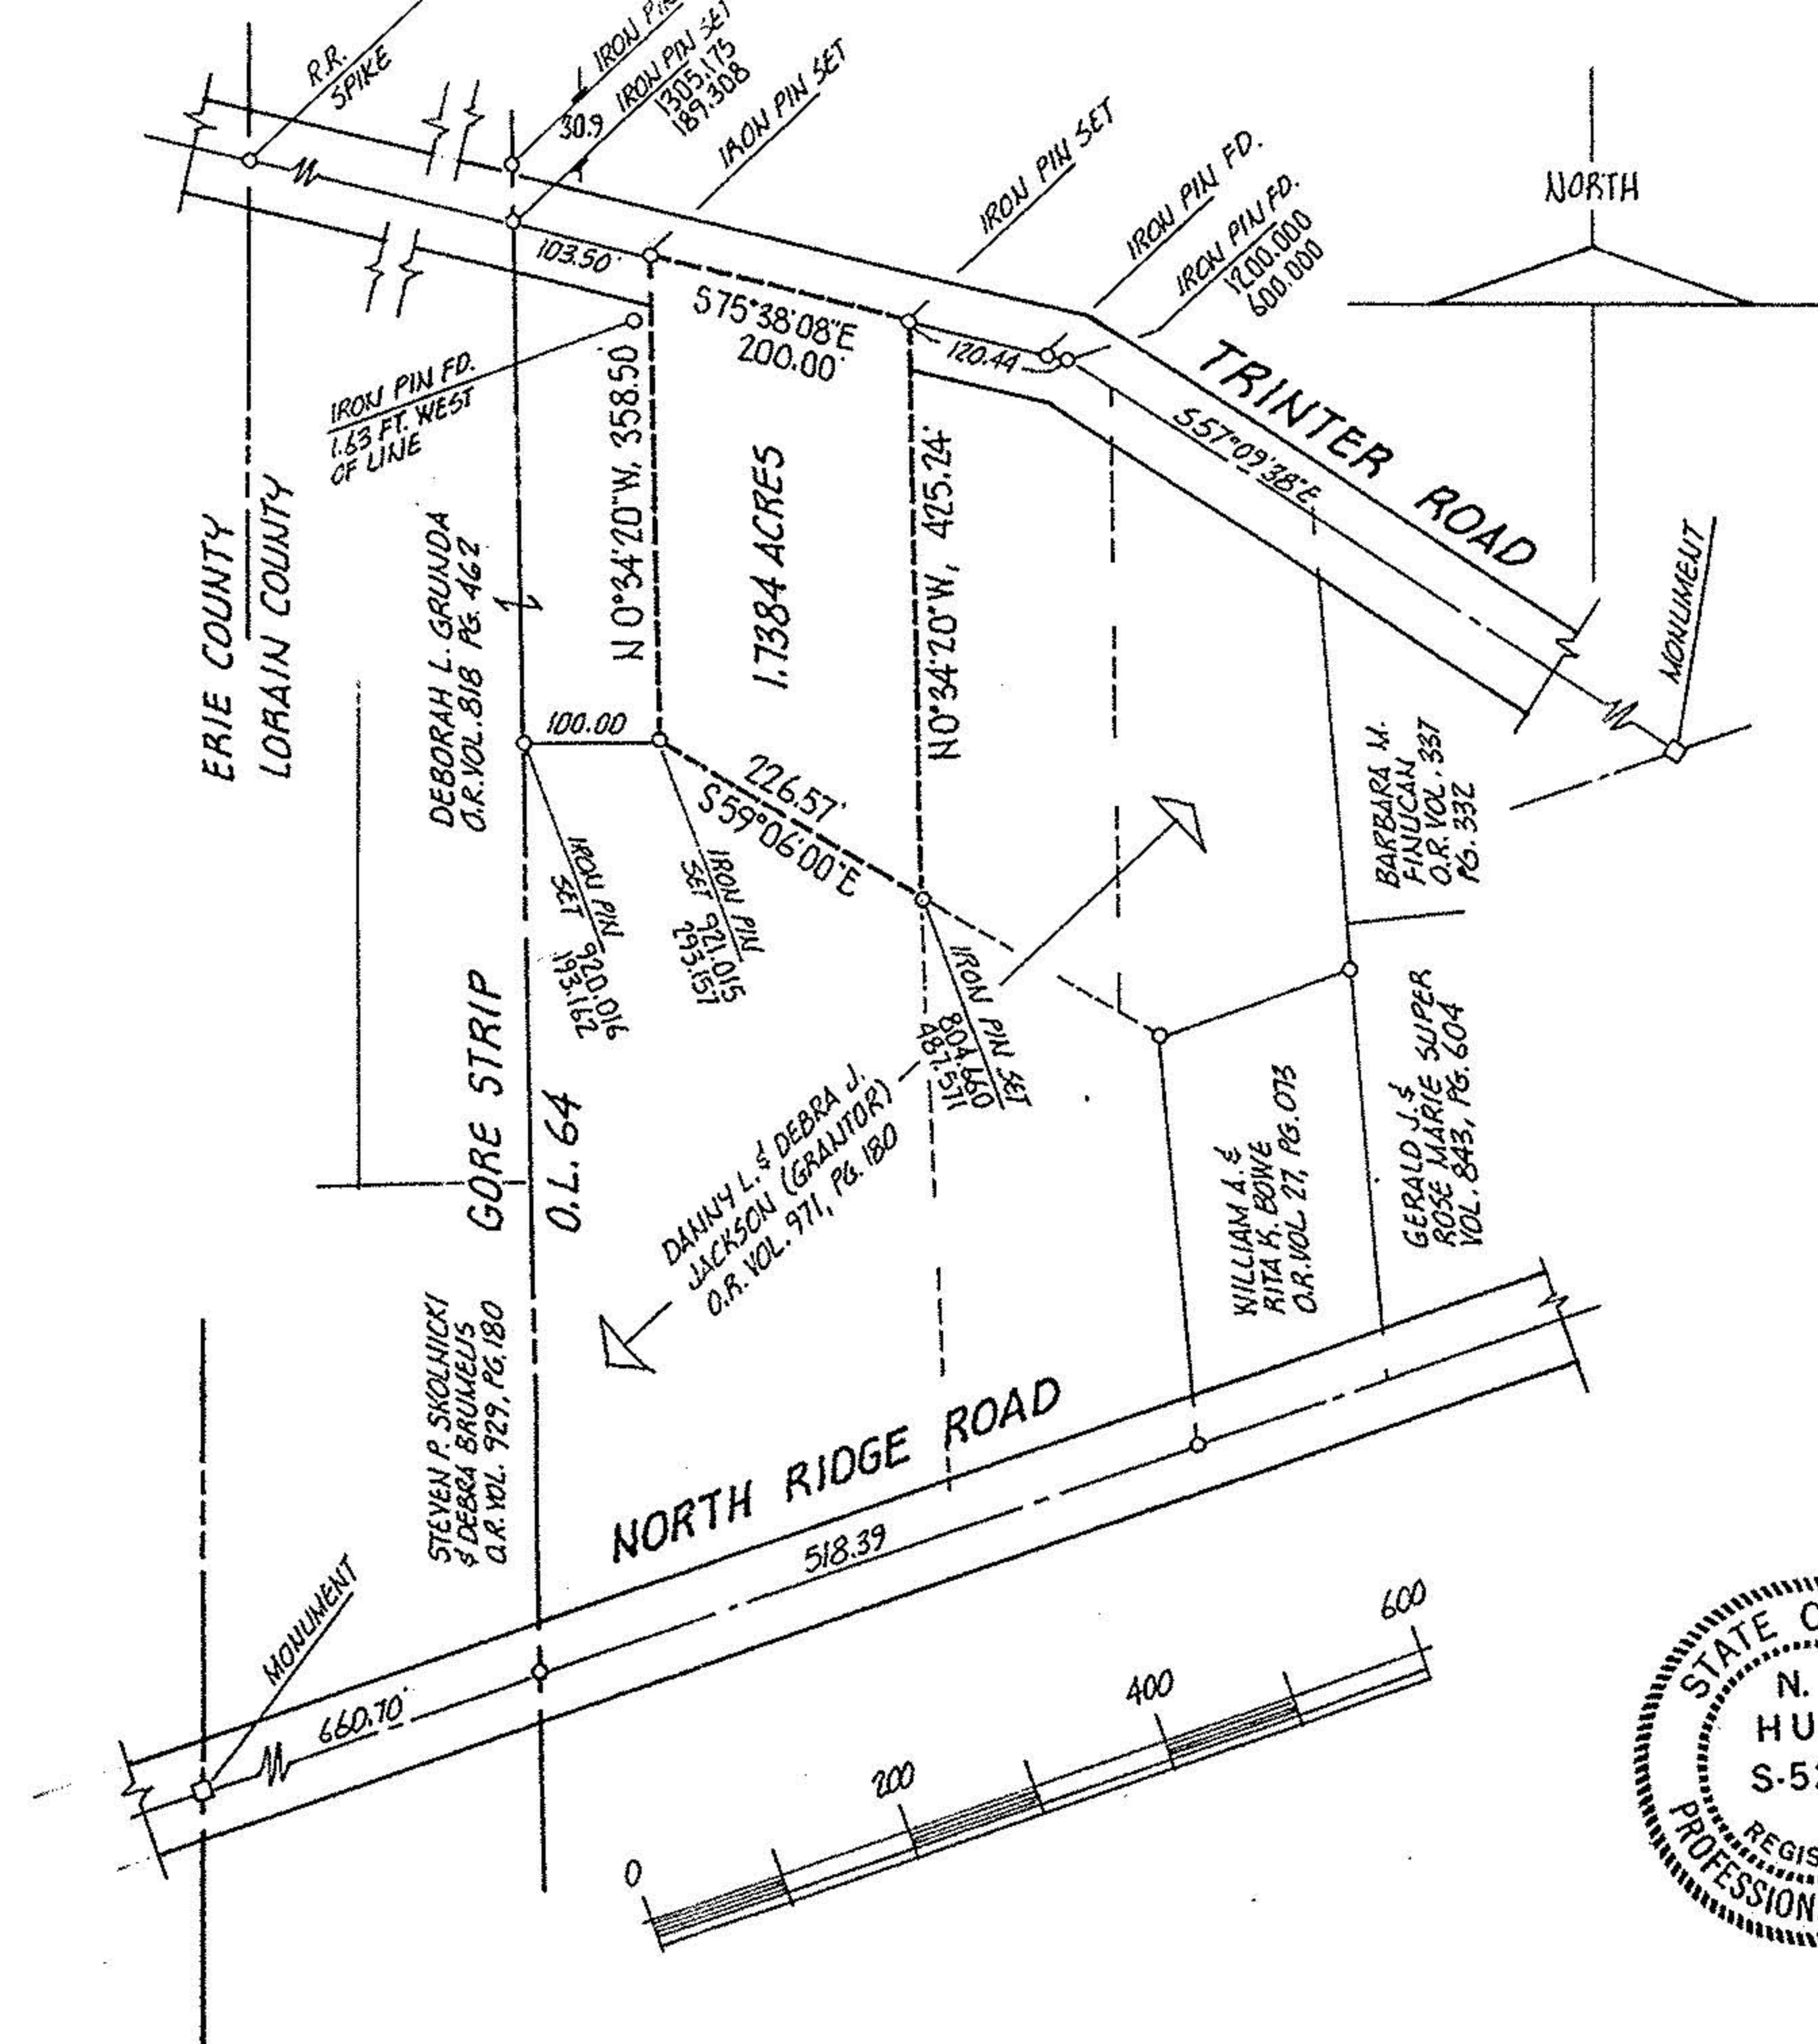 R.R.
SPIKE
IRON PIN
30.9
IRON PIN SET
1305.175
189.308
IRON PIN SET
IRON PIN SET
IRON PIN FD.
IRON PIN FD.
1200.000
600.000
NORTH
103.50'
S75°38'08"E
200.00'
120.44
TRINTER ROAD
S57°09'38"E
MONUMENT
IRON PIN FD.
1.63 FT. WEST
OF LINE
N 0°34'20"W, 358.50
1.7384 ACRES
N0°34'20"W, 425.24'
ERIE COUNTY
LORAIN COUNTY
DEBORAH L. GRUNDA
O.R.VOL.818 PG.462
100.00
226.57'
S59°06'00"E
IRON PIN
SET
920.016
193.162
IRON PIN
SET 921.015
293.157
IRON PIN SET
804.660
487.571
BARBARA M.
FINUCAN
O.R. VOL. 337
PG. 332
GORE STRIP
O.L. 64
DANNY L. & DEBRA J.
JACKSON (GRANTOR)
O.R. VOL. 971, PG. 180
WILLIAM A. &
RITA K. BOWE
O.R.VOL 27, PG.073
GERALD J. &
ROSE MARIE SUPER
VOL. 843, PG. 604
STEVEN P. SKOLNICKI
& DEBRA BRUMELIS
O.R. VOL. 929, PG.180
NORTH RIDGE ROAD
518.39
MONUMENT
660.70'
0
200
400
600
STATE O
N.
HU
S-5
REGIS
PROFESSION